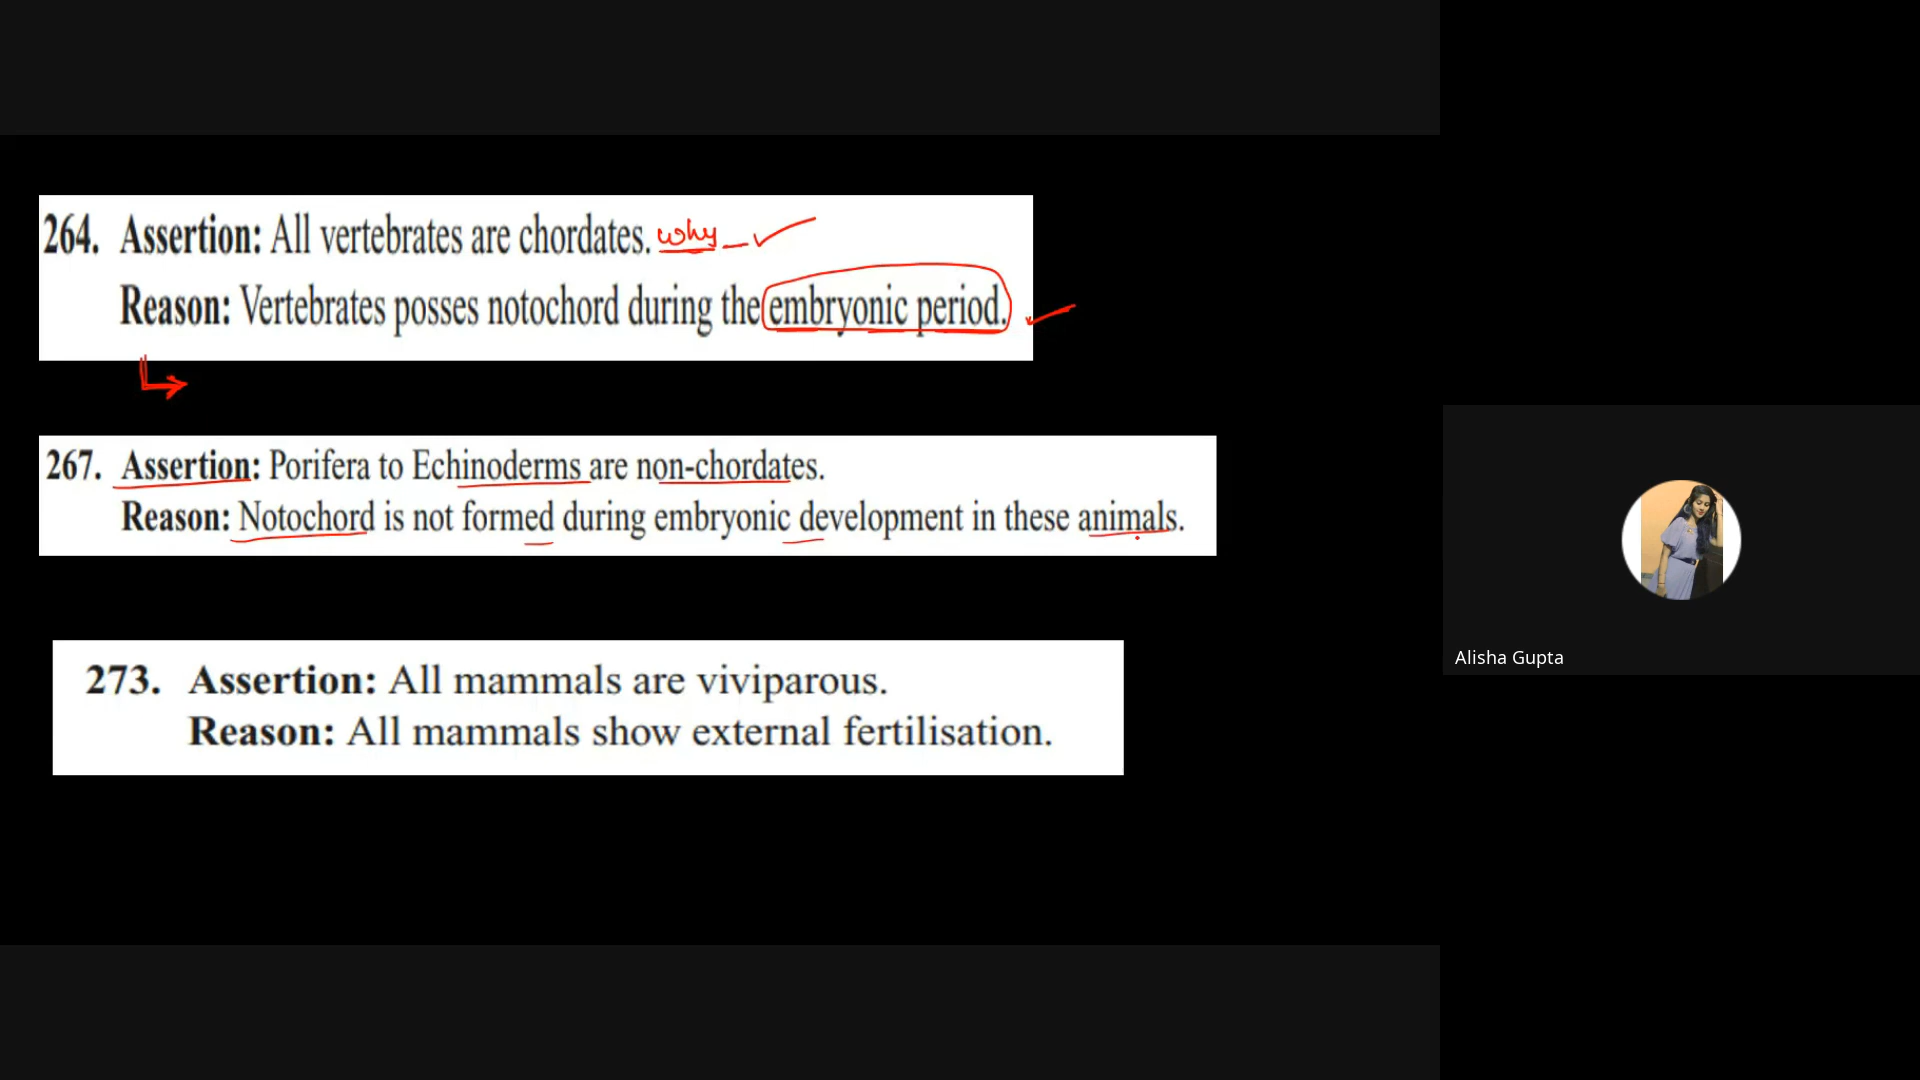 264. Assertion: All vertebrates are chordates. why
Reason: Vertebrates posses notochord during the embryonic period.
267. Assertion: Porifera to Echinoderms are non-chordates.
Reason: Notochord is not formed during embryonic development in these animals.
273. Assertion: All mammals are viviparous.
Reason: All mammals show external fertilisation.
Alisha Gupta